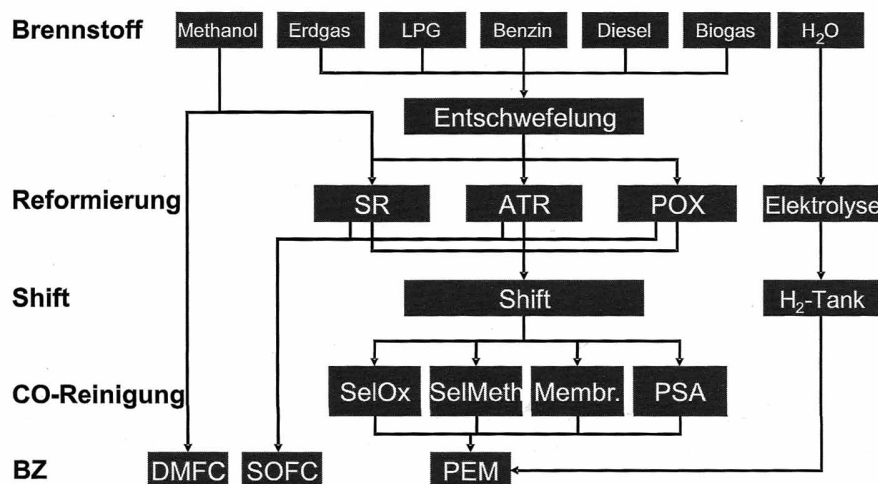 Brennstoff Methanol Erdgas LPG Benzin Diesel Biogas H₂O
Entschwefelung
Reformierung SR ATR POX Elektrolyse
Shift Shift H₂-Tank
CO-Reinigung SelOx SelMeth Membr. PSA
BZ DMFC SOFC PEM